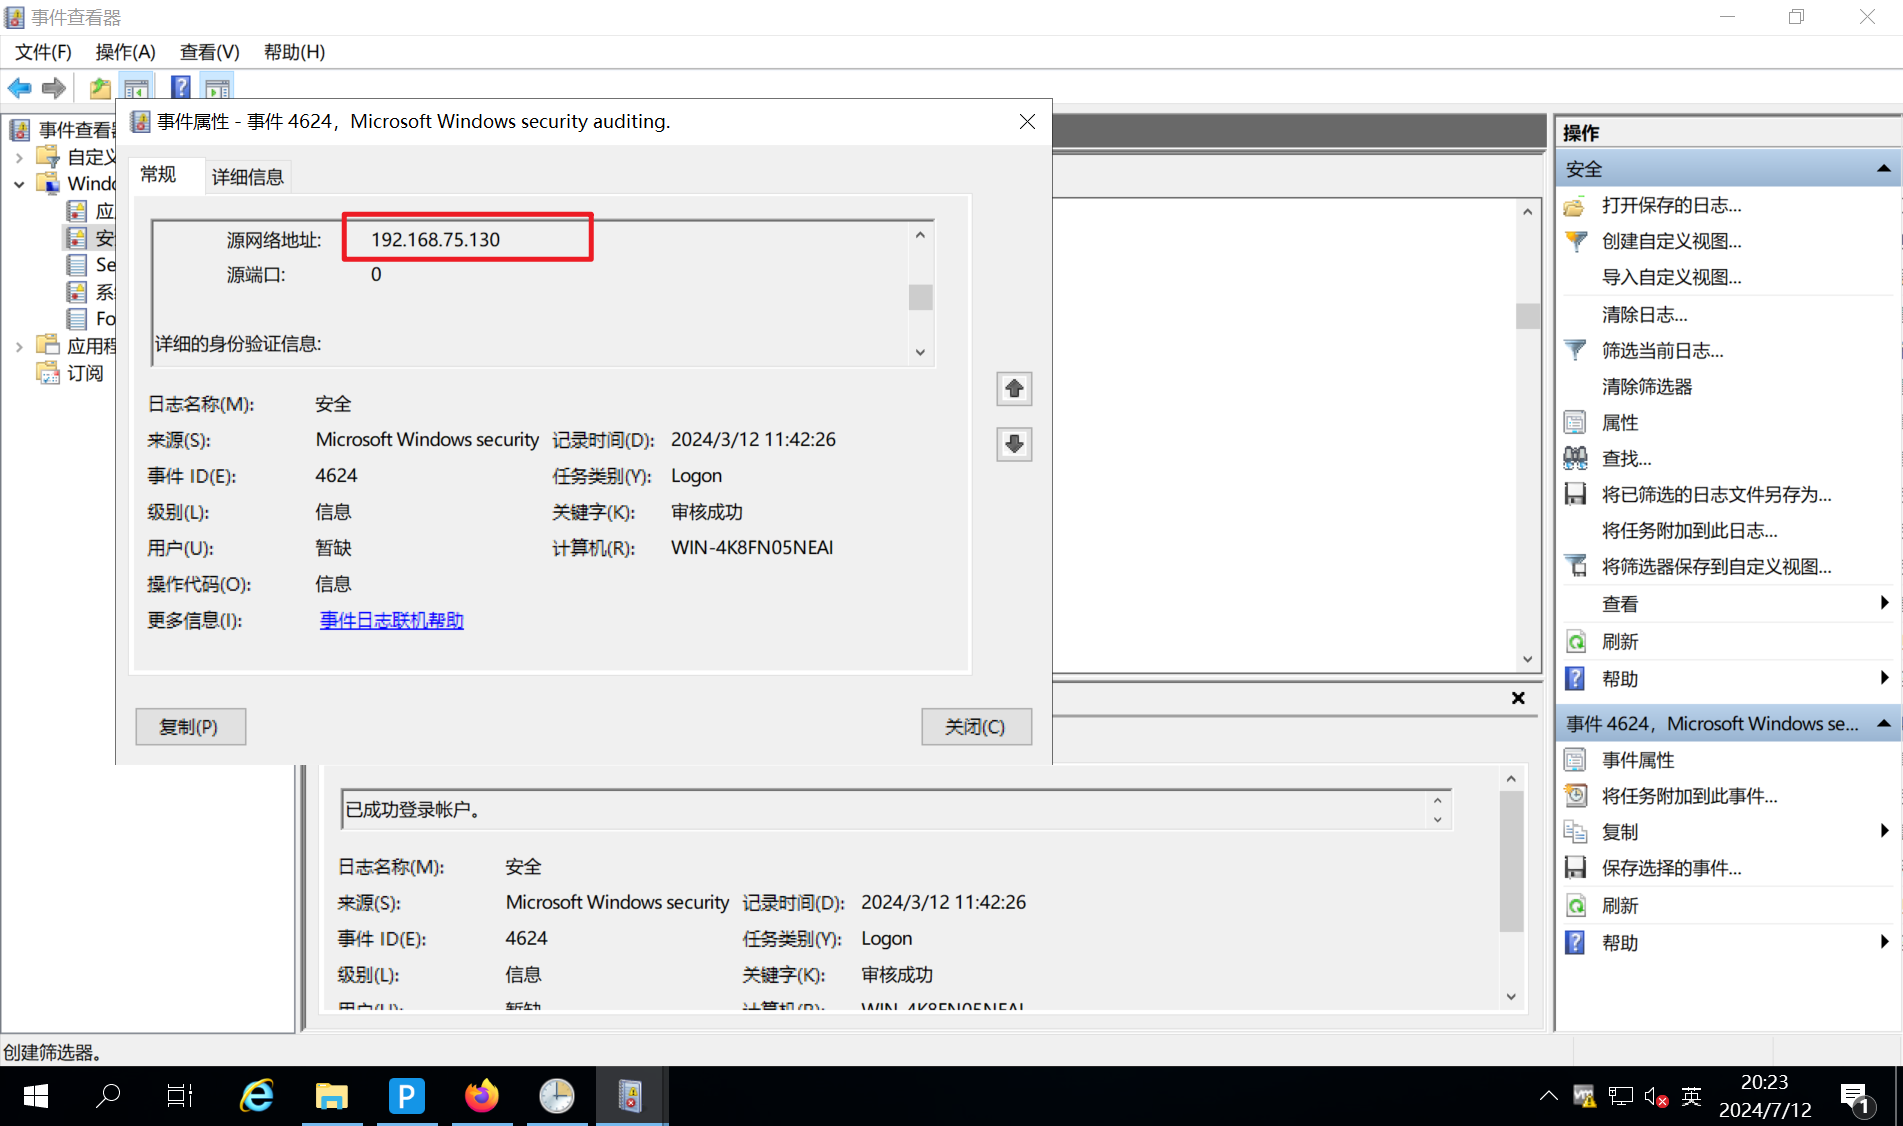 事件查看器
文件(F) 操作(A) 查看(V) 帮助(H)
事件查看器
自定义
Windo
应
安
Se
系
Fo
应用程
订阅
事件属性 - 事件 4624，Microsoft Windows security auditing.
常规 详细信息
源网络地址: 192.168.75.130
源端口: 0
详细的身份验证信息:
日志名称(M): 安全
来源(S): Microsoft Windows security 记录时间(D): 2024/3/12 11:42:26
事件 ID(E): 4624 任务类别(Y): Logon
级别(L): 信息 关键字(K): 审核成功
用户(U): 暂缺 计算机(R): WIN-4K8FN05NEAI
操作代码(O): 信息
更多信息(I): 事件日志联机帮助
复制(P) 关闭(C)
已成功登录帐户。
日志名称(M): 安全
来源(S): Microsoft Windows security 记录时间(D): 2024/3/12 11:42:26
事件 ID(E): 4624 任务类别(Y): Logon
级别(L): 信息 关键字(K): 审核成功
用户(U): 暂缺 计算机(R): WIN-4K8FN05NEAI
操作
安全
打开保存的日志...
创建自定义视图...
导入自定义视图...
清除日志...
筛选当前日志...
清除筛选器
属性
查找...
将已筛选的日志文件另存为...
将任务附加到此日志...
将筛选器保存到自定义视图...
查看
刷新
帮助
事件 4624，Microsoft Windows se...
事件属性
将任务附加到此事件...
复制
保存选择的事件...
刷新
帮助
创建筛选器。
英
20:23
2024/7/12
1